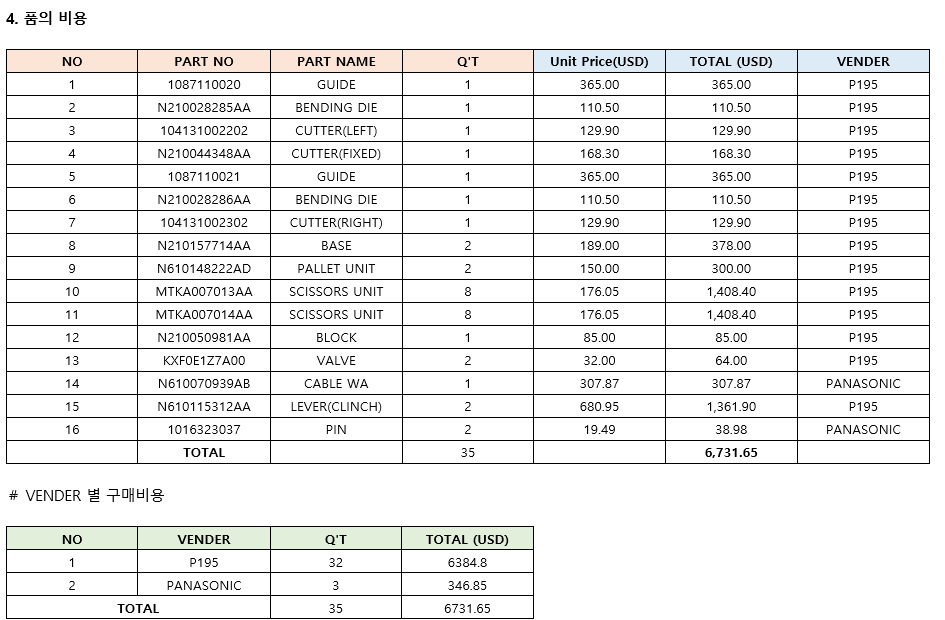 4. 품의 비용
NO PART NO PART NAME Q'T Unit Price(USD) TOTAL (USD) VENDER
1 1087110020 GUIDE 1 365.00 365.00 P195
2 N210028285AA BENDING DIE 1 110.50 110.50 P195
3 104131002202 CUTTER(LEFT) 1 129.90 129.90 P195
4 N210044348AA CUTTER(FIXED) 1 168.30 168.30 P195
5 1087110021 GUIDE 1 365.00 365.00 P195
6 N210028286AA BENDING DIE 1 110.50 110.50 P195
7 104131002302 CUTTER(RIGHT) 1 129.90 129.90 P195
8 N210157714AA BASE 2 189.00 378.00 P195
9 N610148222AD PALLET UNIT 2 150.00 300.00 P195
10 MTKA007013AA SCISSORS UNIT 8 176.05 1,408.40 P195
11 MTKA007014AA SCISSORS UNIT 8 176.05 1,408.40 P195
12 N210050981AA BLOCK 1 85.00 85.00 P195
13 KXF0E1Z7A00 VALVE 2 32.00 64.00 P195
14 N610070939AB CABLE WA 1 307.87 307.87 PANASONIC
15 N610115312AA LEVER(CLINCH) 2 680.95 1,361.90 P195
16 1016323037 PIN 2 19.49 38.98 PANASONIC
TOTAL 35 6,731.65
# VENDER 별 구매비용
NO VENDER Q'T TOTAL (USD)
1 P195 32 6384.8
2 PANASONIC 3 346.85
TOTAL 35 6731.65